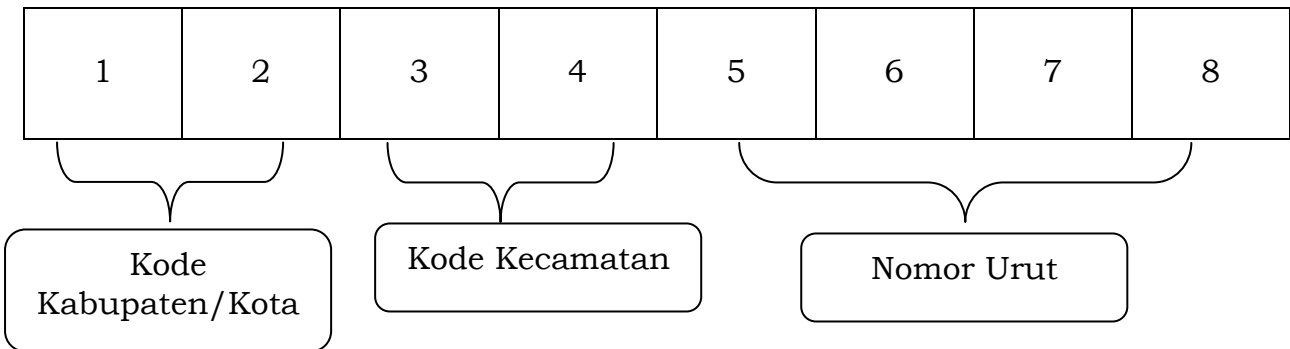 1 2 3 4 5 6 7 8
Kode
Kabupaten/Kota
Kode Kecamatan
Nomor Urut